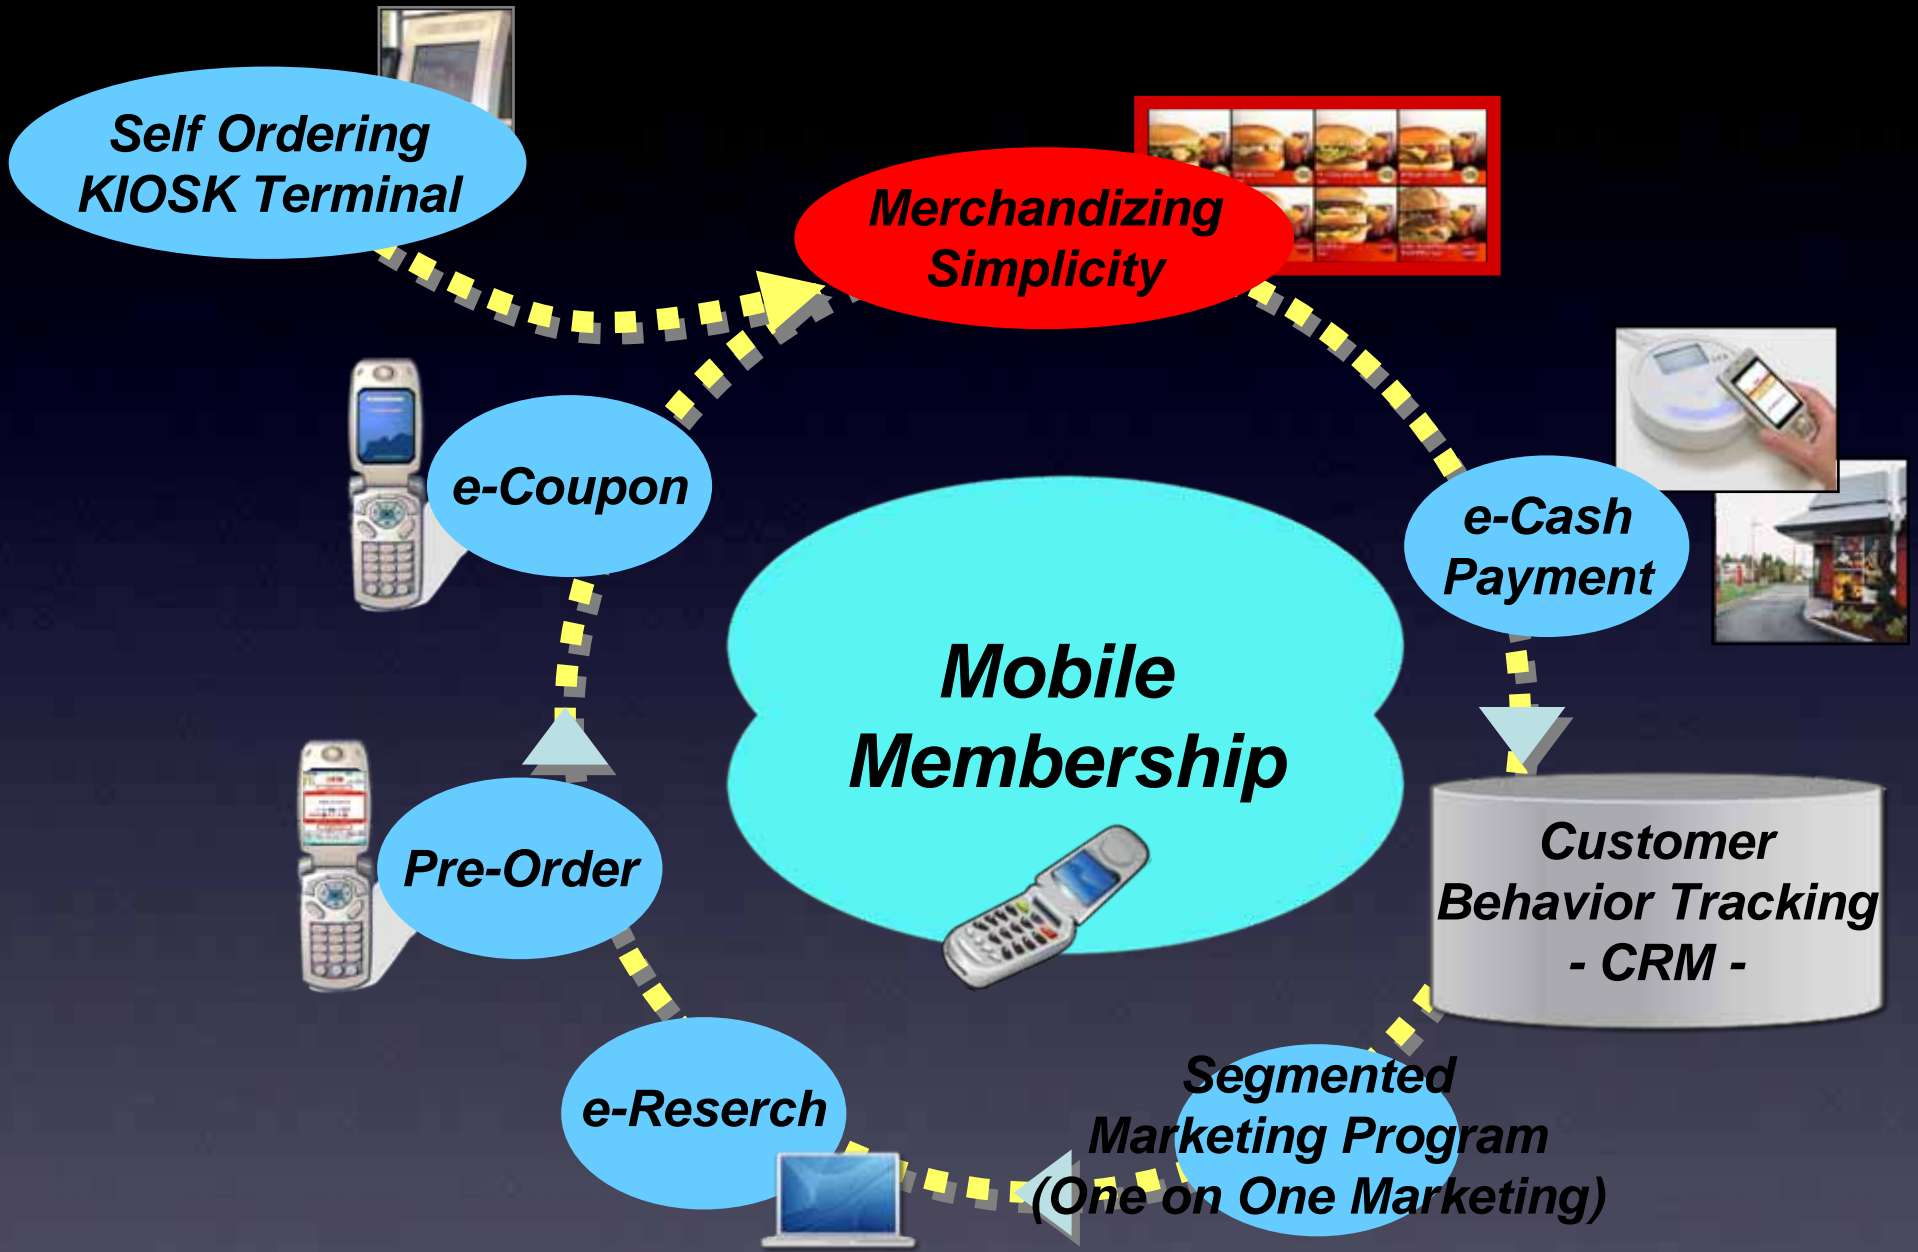 Self Ordering
KIOSK Terminal
Merchandizing
Simplicity
e-Coupon
e-Cash
Payment
Mobile
Membership
Pre-Order
Customer
Behavior Tracking
- CRM -
e-Reserch
Segmented
Marketing Program
(One on One Marketing)